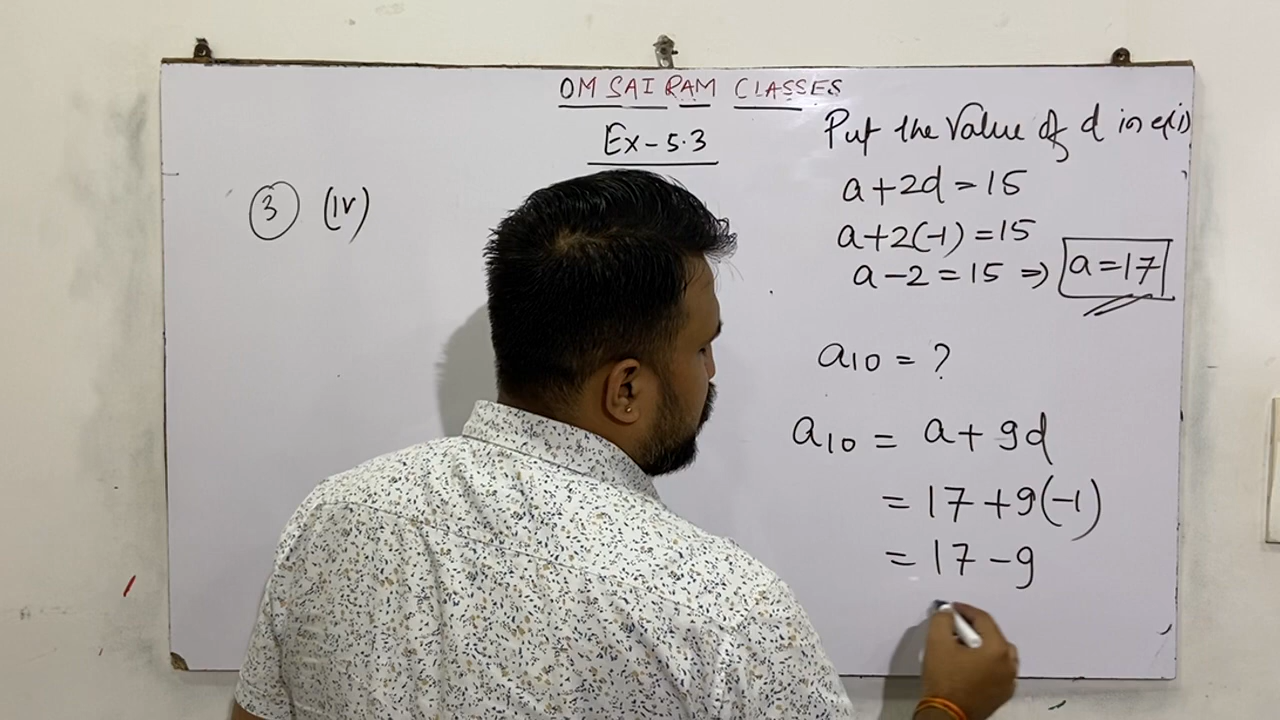 OM SAI RAM CLASSES
Ex-5.3
3 (iv)
Put the value of d in eq(i)
a+2d=15
a+2(-1)=15
a-2=15 => a=17
a10 = ?
a10 = a+9d
= 17+9(-1)
= 17-9